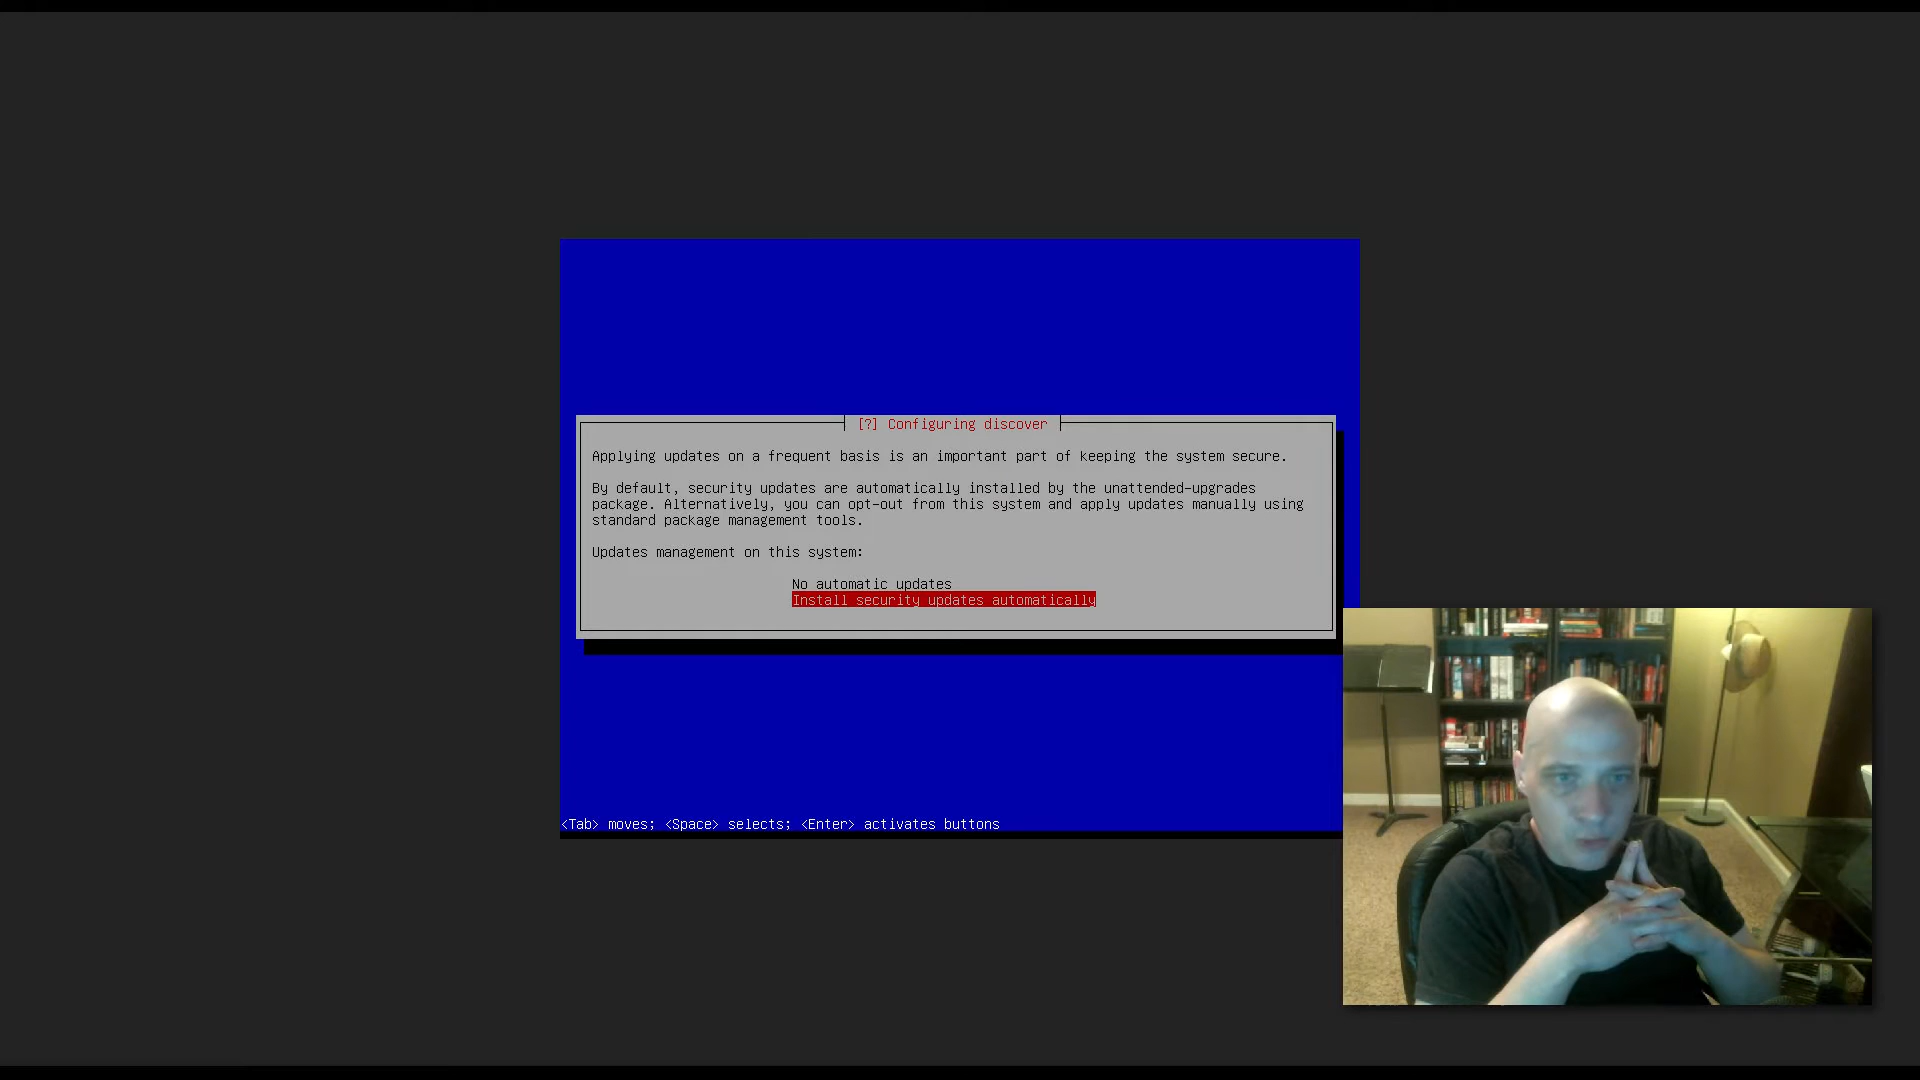 [?] Configuring discover
Applying updates on a frequent basis is an important part of keeping the system secure.
By default, security updates are automatically installed by the unattended-upgrades
package. Alternatively, you can opt-out from this system and apply updates manually using
standard package management tools.
Updates management on this system:
No automatic updates
Install security updates automatically
<Tab> moves; <Space> selects; <Enter> activates buttons